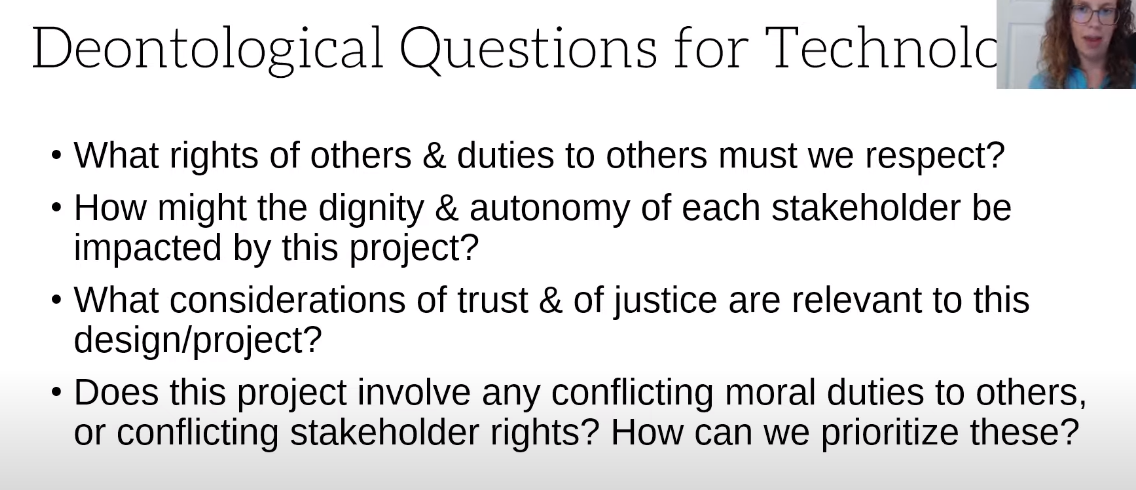 Deontological Questions for Technolo
• What rights of others & duties to others must we respect?
• How might the dignity & autonomy of each stakeholder be
impacted by this project?
• What considerations of trust & of justice are relevant to this
design/project?
• Does this project involve any conflicting moral duties to others,
or conflicting stakeholder rights? How can we prioritize these?